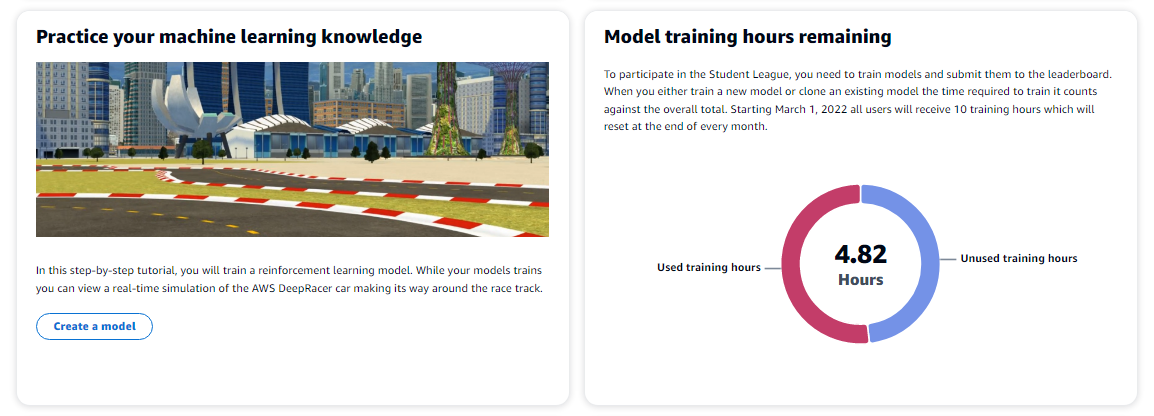 Practice your machine learning knowledge
In this step-by-step tutorial, you will train a reinforcement learning model. While your models trains
you can view a real-time simulation of the AWS DeepRacer car making its way around the race track.
Create a model
Model training hours remaining
To participate in the Student League, you need to train models and submit them to the leaderboard.
When you either train a new model or clone an existing model the time required to train it counts
against the overall total. Starting March 1, 2022 all users will receive 10 training hours which will
reset at the end of every month.
Used training hours
4.82
Hours
Unused training hours